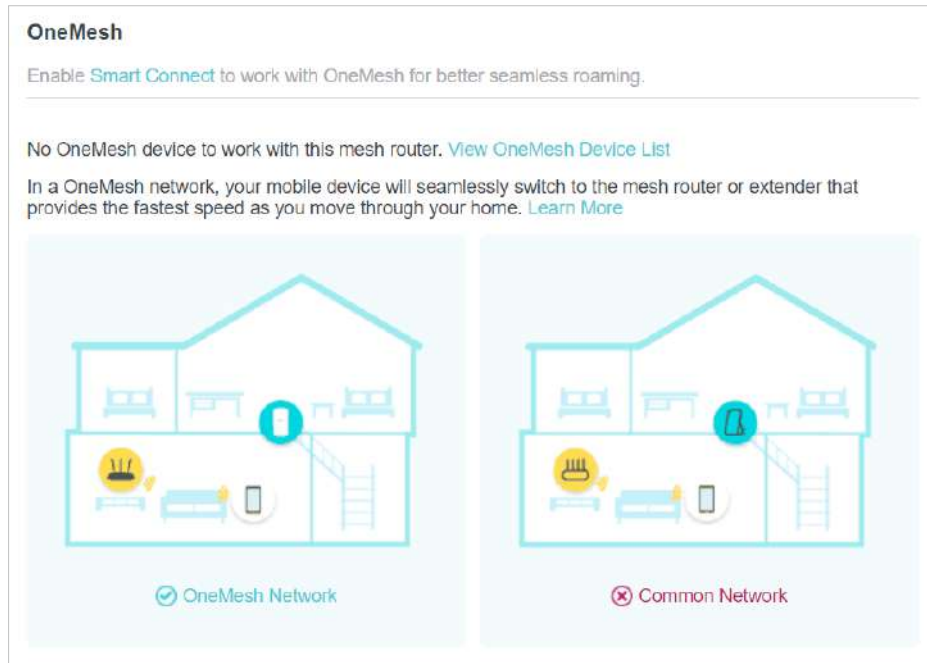 OneMesh
Enable Smart Connect to work with OneMesh for better seamless roaming.
No OneMesh device to work with this mesh router. View OneMesh Device List
In a OneMesh network, your mobile device will seamlessly switch to the mesh router or extender that
provides the fastest speed as you move through your home. Learn More
OneMesh Network
Common Network